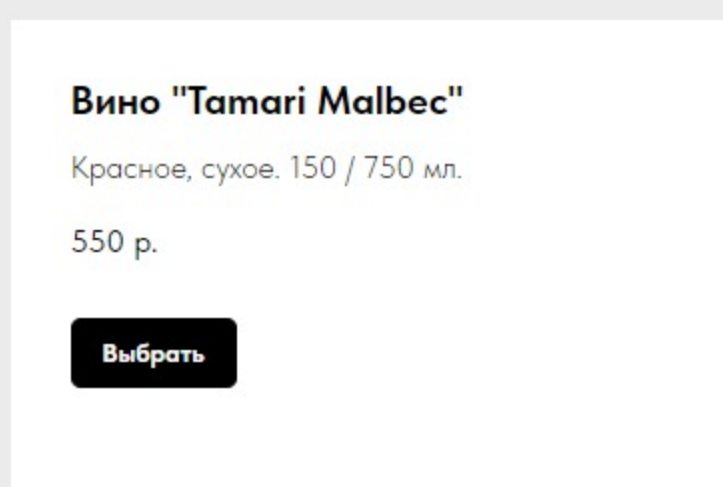 Вино "Tamari Malbec"
Красное, сухое. 150 / 750 мл.
550 р.
Выбрать